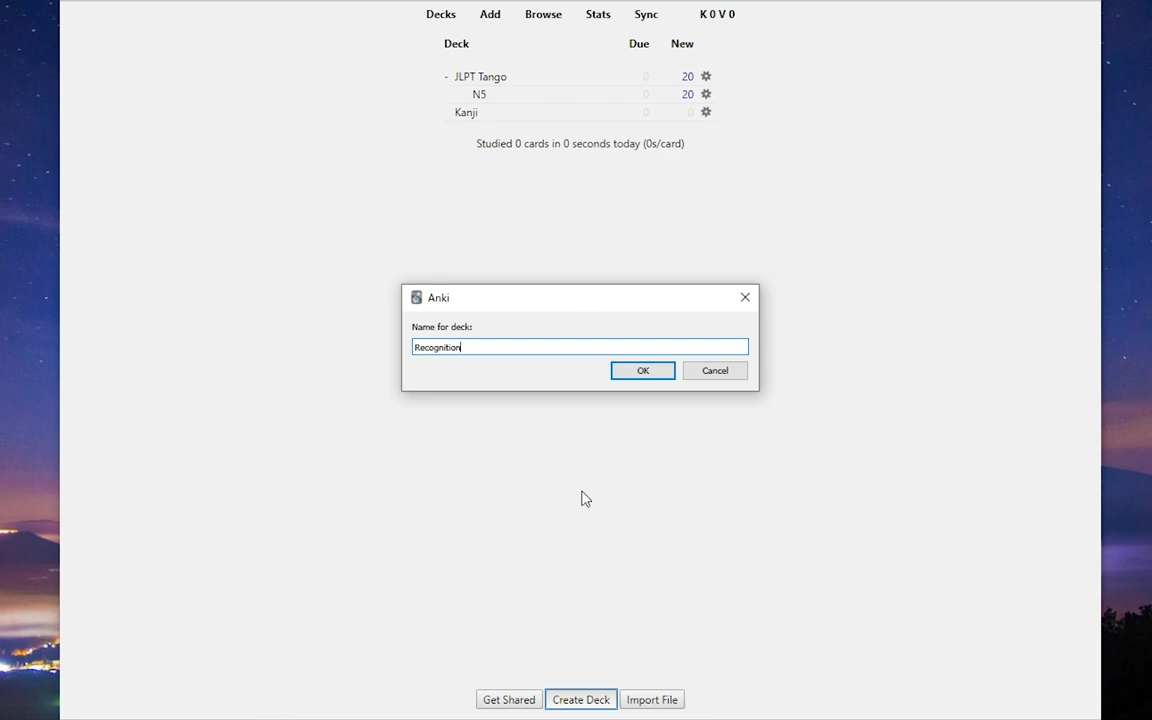 Decks Add Browse Stats Sync K 0 V 0
Deck Due New
- JLPT Tango 0 20
N5 0 20
Kanji 0 0
Studied 0 cards in 0 seconds today (0s/card)
Anki
Name for deck:
Recognition
OK Cancel
Get Shared Create Deck Import File